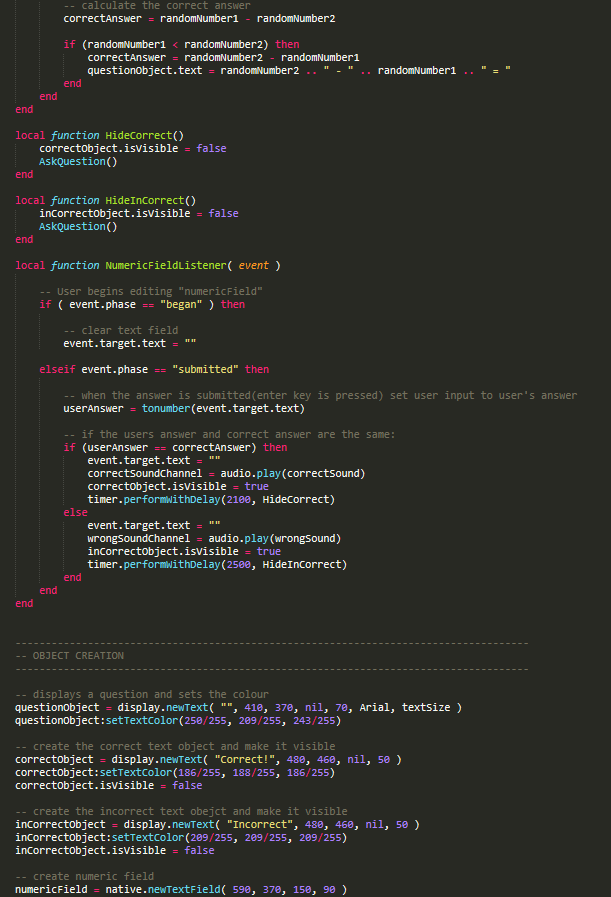 -- calculate the correct answer
correctAnswer = randomNumber1 - randomNumber2
if (randomNumber1 < randomNumber2) then
correctAnswer = randomNumber2 - randomNumber1
questionObject.text = randomNumber2 .. " - " .. randomNumber1 .. " = "
end
end
end
local function HideCorrect()
correctObject.isVisible = false
AskQuestion()
end
local function HideInCorrect()
inCorrectObject.isVisible = false
AskQuestion()
end
local function NumericFieldListener( event )
-- User begins editing "numericField"
if ( event.phase == "began" ) then
-- clear text field
event.target.text = ""
elseif event.phase == "submitted" then
-- when the answer is submitted(enter key is pressed) set user input to user's answer
userAnswer = tonumber(event.target.text)
-- if the users answer and correct answer are the same:
if (userAnswer == correctAnswer) then
event.target.text = ""
correctSoundChannel = audio.play(correctSound)
correctObject.isVisible = true
timer.performWithDelay(2100, HideCorrect)
else
event.target.text = ""
wrongSoundChannel = audio.play(wrongSound)
inCorrectObject.isVisible = true
timer.performWithDelay(2500, HideInCorrect)
end
end
end
-------------------------------------------------------------------------------------
-- OBJECT CREATION
-------------------------------------------------------------------------------------
-- displays a question and sets the colour
questionObject = display.newText( "", 410, 370, nil, 70, Arial, textSize )
questionObject:setTextColor(250/255, 209/255, 243/255)
-- create the correct text object and make it visible
correctObject = display.newText( "Correct!", 480, 460, nil, 50 )
correctObject:setTextColor(186/255, 188/255, 186/255)
correctObject.isVisible = false
-- create the incorrect text obejct and make it visible
inCorrectObject = display.newText( "Incorrect", 480, 460, nil, 50 )
inCorrectObject:setTextColor(209/255, 209/255, 209/255)
inCorrectObject.isVisible = false
-- create numeric field
numericField = native.newTextField( 590, 370, 150, 90 )